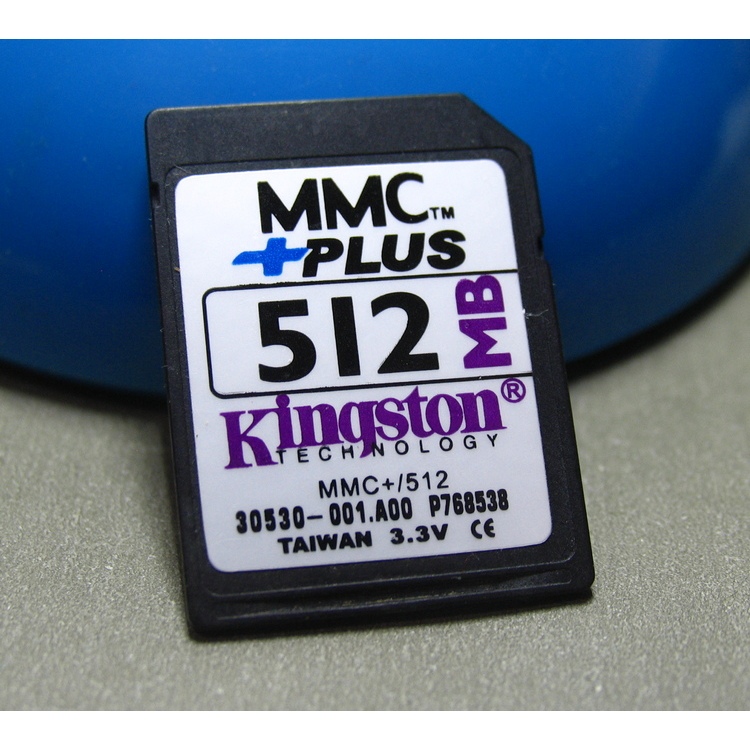 MMC™
+PLUS
512 MB
Kingston®
TECHNOLOGY
MMC+/512
30530-001.A00 P768538
TAIWAN 3.3V CE